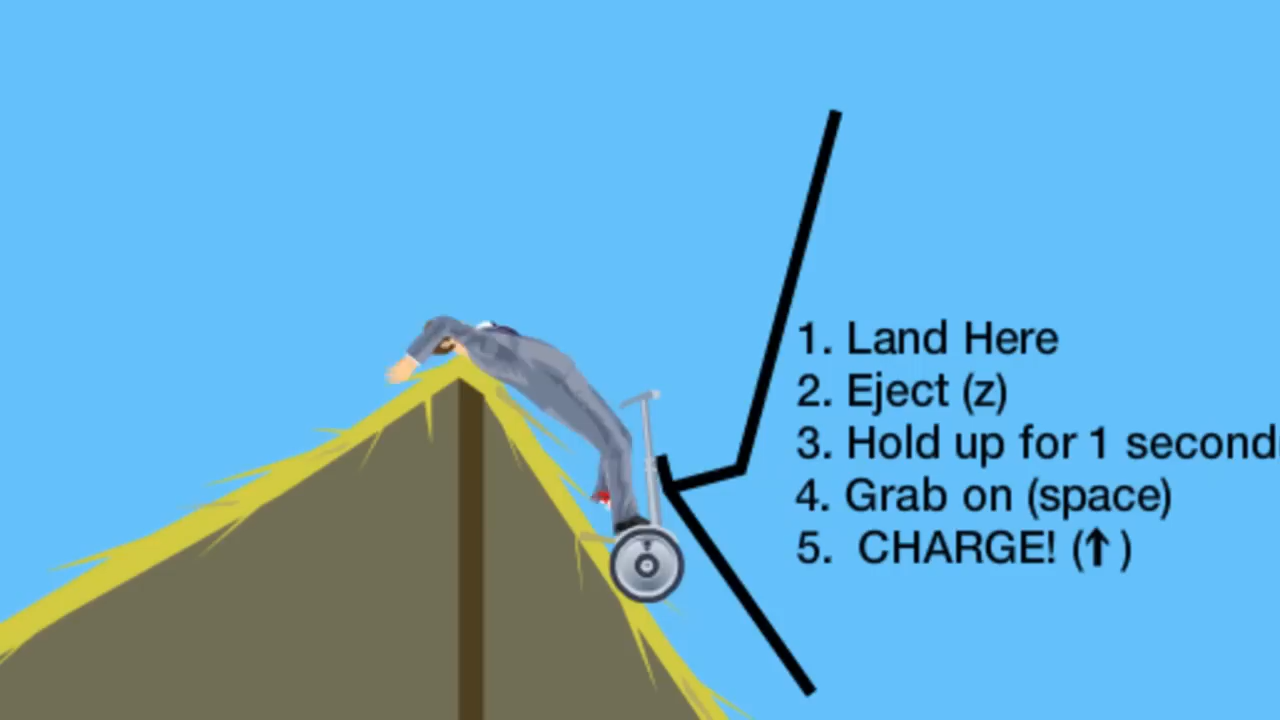 1. Land Here
2. Eject (z)
3. Hold up for 1 second
4. Grab on (space)
5. CHARGE! (↑)